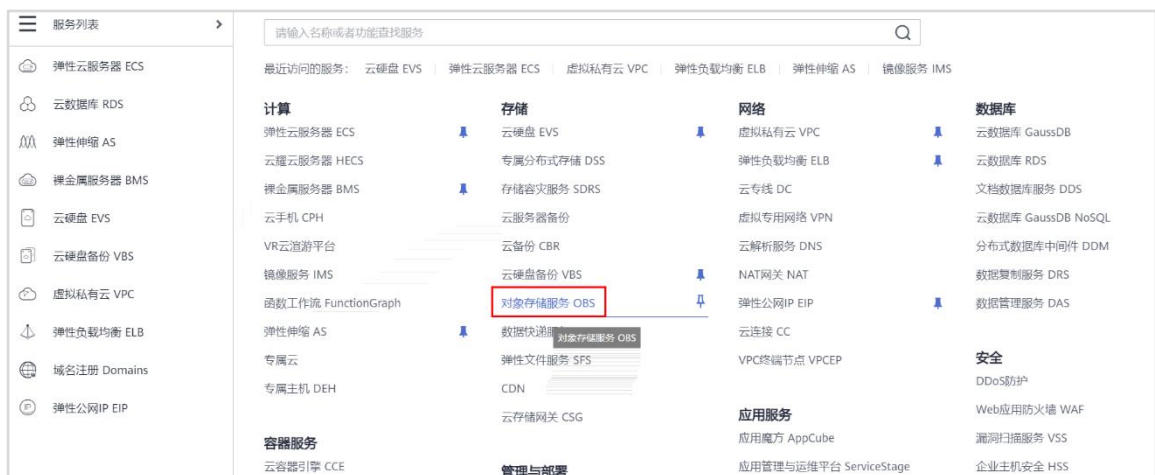 服务列表
弹性云服务器 ECS
云数据库 RDS
弹性伸缩 AS
裸金属服务器 BMS
云硬盘 EVS
云硬盘备份 VBS
虚拟私有云 VPC
弹性负载均衡 ELB
域名注册 Domains
弹性公网IP EIP
请输入名称或者功能查找服务
最近访问的服务： 云硬盘 EVS 弹性云服务器 ECS 虚拟私有云 VPC 弹性负载均衡 ELB 弹性伸缩 AS 镜像服务 IMS
计算
弹性云服务器 ECS
云耀云服务器 HECS
裸金属服务器 BMS
云手机 CPH
VR云渲游平台
镜像服务 IMS
函数工作流 FunctionGraph
弹性伸缩 AS
专属云
专属主机 DEH
容器服务
云容器引擎 CCE
存储
云硬盘 EVS
专属分布式存储 DSS
存储容灾服务 SDRS
云服务器备份
云备份 CBR
云硬盘备份 VBS
对象存储服务 OBS
数据快递
对象存储服务 OBS
弹性文件服务 SFS
CDN
云存储网关 CSG
管理与部署
网络
虚拟私有云 VPC
弹性负载均衡 ELB
云专线 DC
虚拟专用网络 VPN
云解析服务 DNS
NAT网关 NAT
弹性公网IP EIP
云连接 CC
VPC终端节点 VPCEP
应用服务
应用魔方 AppCube
应用管理与运维平台 ServiceStage
数据库
云数据库 GaussDB
云数据库 RDS
文档数据库服务 DDS
云数据库 GaussDB NoSQL
分布式数据库中间件 DDM
数据复制服务 DRS
数据管理服务 DAS
安全
DDoS防护
Web应用防火墙 WAF
漏洞扫描服务 VSS
企业主机安全 HSS